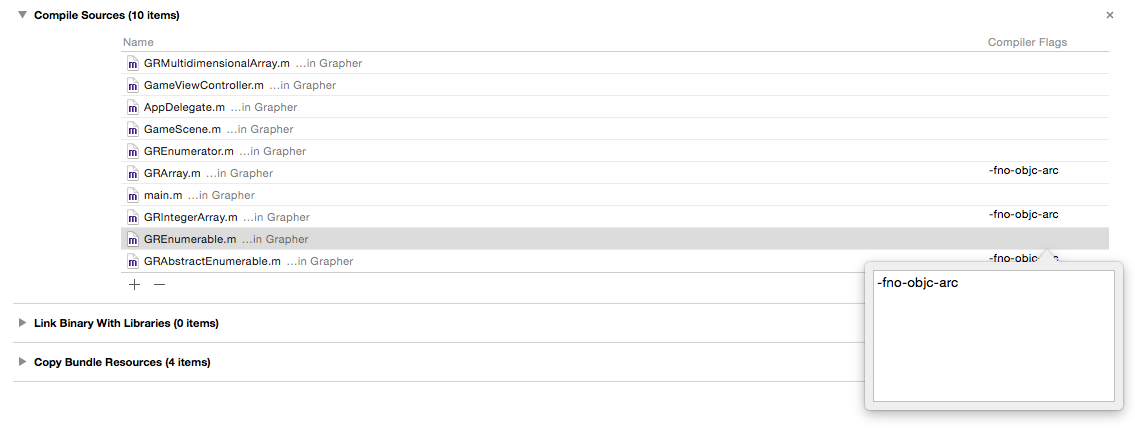 Compile Sources (10 items)
Name Compiler Flags
GRMultidimensionalArray.m ...in Grapher
GameViewController.m ...in Grapher
AppDelegate.m ...in Grapher
GameScene.m ...in Grapher
GREnumerator.m ...in Grapher
GRArray.m ...in Grapher -fno-objc-arc
main.m ...in Grapher
GRIntegerArray.m ...in Grapher -fno-objc-arc
GREnumerable.m ...in Grapher
GRAbstractEnumerable.m ...in Grapher -fno-objc-arc
-fno-objc-arc
Link Binary With Libraries (0 items)
Copy Bundle Resources (4 items)